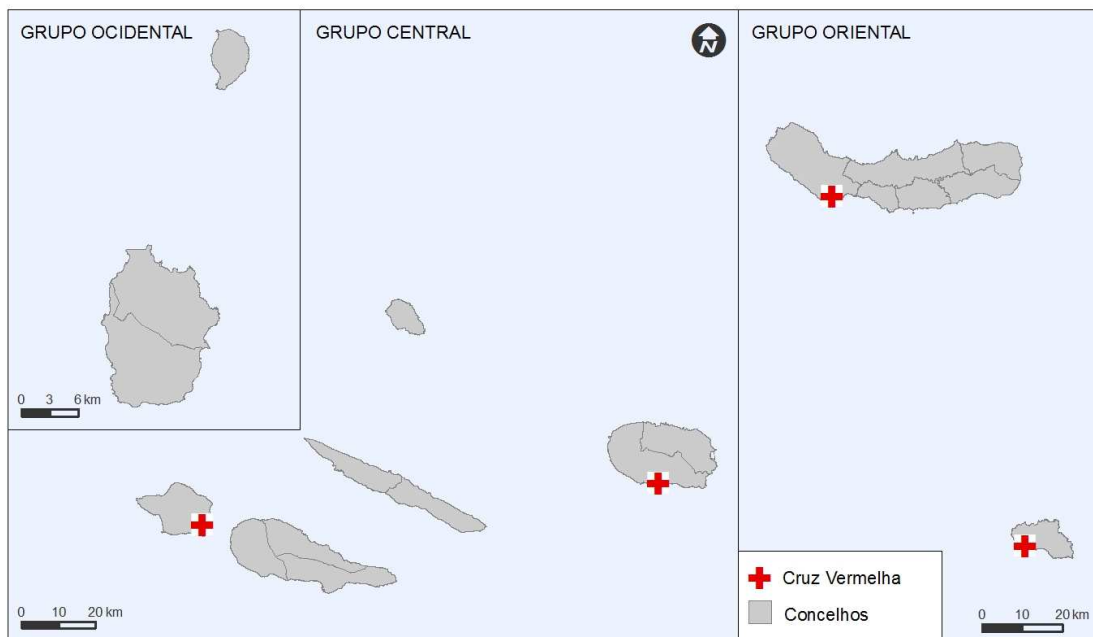 GRUPO OCIDENTAL
GRUPO CENTRAL
N
GRUPO ORIENTAL
0 3 6 km
0 10 20 km
Cruz Vermelha
Concelhos
0 10 20 km